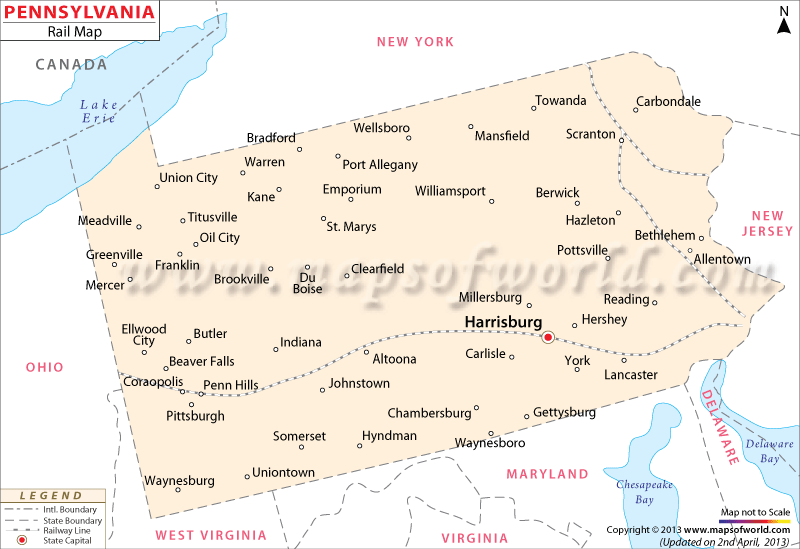 PENNSYLVANIA
Rail Map
N
NEW YORK
CANADA
Lake
Erie
Towanda
Carbondale
Wellsboro
Mansfield
Scranton
Bradford
Port Allegany
Warren
Union City
Kane
Emporium
Williamsport
Berwick
Meadville
Titusville
St. Marys
Hazleton
NEW
JERSEY
Oil City
Bethlehem
Greenville
Franklin
Pottsville
Allentown
Mercer
Brookville
Du
Boise
Clearfield
www.mapsofworld.com
Millersburg
Reading
Harrisburg
Hershey
Ellwood
City
Butler
Indiana
Altoona
Carlisle
York
Lancaster
OHIO
Beaver Falls
Coraopolis
Penn Hills
Johnstown
Pittsburgh
Chambersburg
Gettysburg
DELAWARE
Somerset
Hyndman
Waynesboro
Delaware
Bay
Waynesburg
Uniontown
MARYLAND
Chesapeake
Bay
LEGEND
Intl. Boundary
State Boundary
Railway Line
State Capital
WEST VIRGINIA
VIRGINIA
Map not to Scale
Copyright © 2013 www.mapsofworld.com
(Updated on 2nd April, 2013)